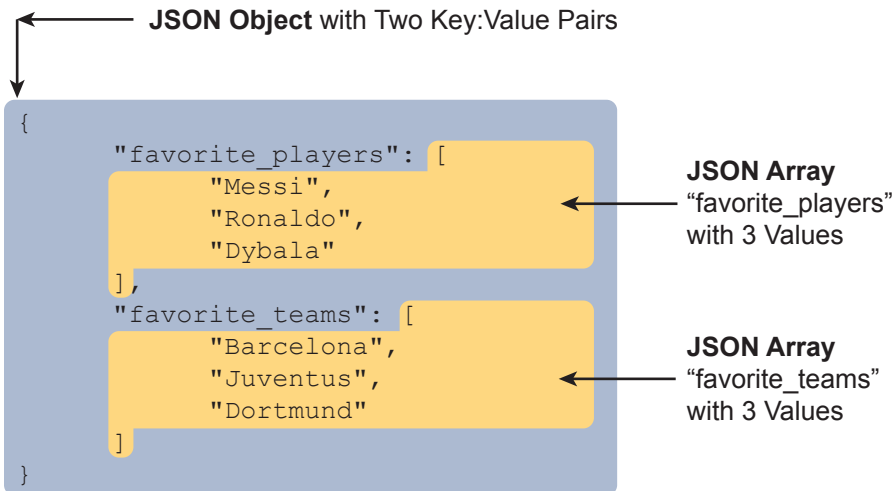 JSON Object with Two Key:Value Pairs
{
"favorite_players": [
"Messi",
"Ronaldo",
"Dybala"
],
JSON Array
“favorite_players”
with 3 Values
"favorite_teams": [
"Barcelona",
"Juventus",
"Dortmund"
]
JSON Array
“favorite_teams”
with 3 Values
}